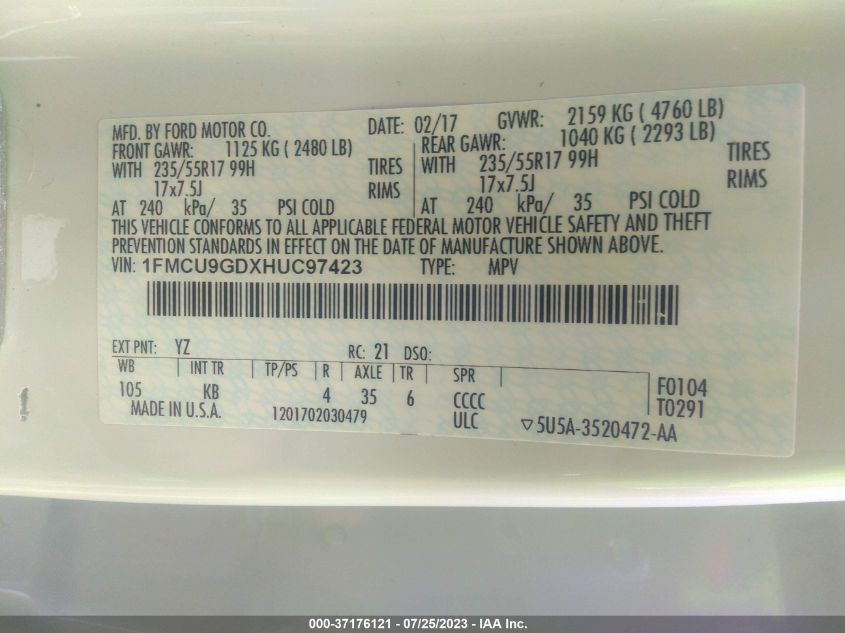 MFD. BY FORD MOTOR CO. DATE: 02/17 GVWR: 2159 KG ( 4760 LB)
FRONT GAWR: 1125 KG ( 2480 LB) REAR GAWR: 1040 KG ( 2293 LB)
WITH 235/55R17 99H TIRES WITH 235/55R17 99H TIRES
17x7.5J RIMS 17x7.5J RIMS
AT 240 kPa/ 35 PSI COLD AT 240 kPa/ 35 PSI COLD
THIS VEHICLE CONFORMS TO ALL APPLICABLE FEDERAL MOTOR VEHICLE SAFETY AND THEFT
PREVENTION STANDARDS IN EFFECT ON THE DATE OF MANUFACTURE SHOWN ABOVE.
VIN: 1FMCU9GDXHUC97423 TYPE: MPV
EXT PNT: YZ RC: 21 DSO:
WB INT TR TP/PS R AXLE TR SPR
105 KB 4 35 6 CCCC F0104
MADE IN U.S.A. 1201702030479 ULC T0291
▽5U5A-3520472-AA
000-37176121 - 07/25/2023 - IAA Inc.